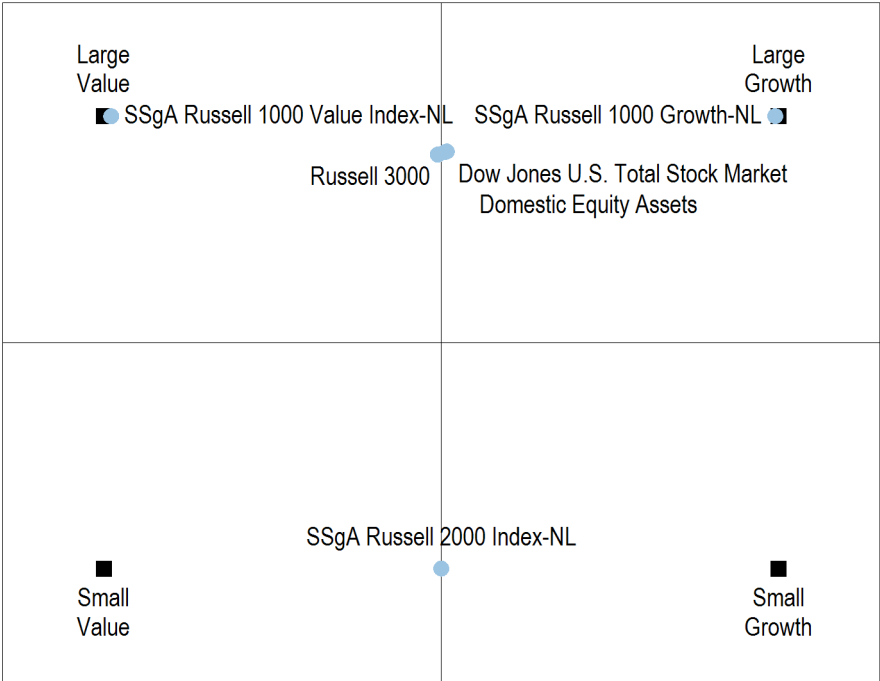 Large
Value
Large
Growth
SSgA Russell 1000 Value Index-NL
SSgA Russell 1000 Growth-NL
Russell 3000
Dow Jones U.S. Total Stock Market
Domestic Equity Assets
SSgA Russell 2000 Index-NL
Small
Value
Small
Growth